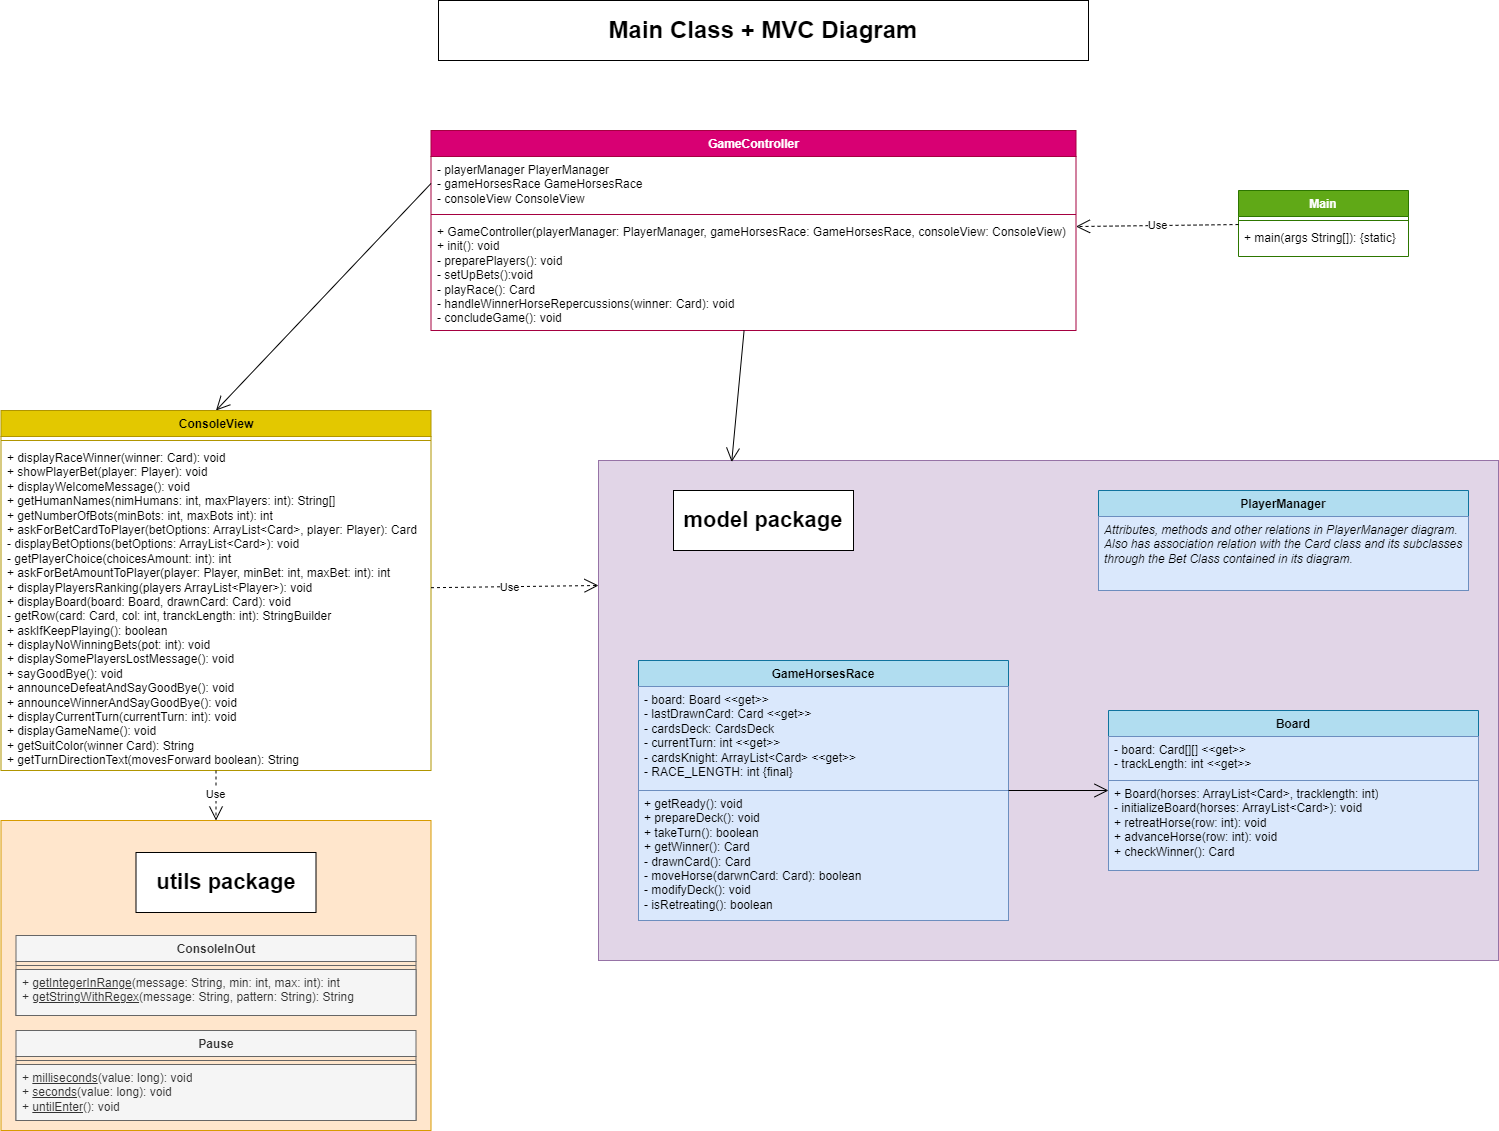 Main Class + MVC Diagram
GameController
- playerManager PlayerManager
- gameHorsesRace GameHorsesRace
- consoleView ConsoleView
+ GameController(playerManager: PlayerManager, gameHorsesRace: GameHorsesRace, consoleView: ConsoleView)
+ init(): void
- preparePlayers(): void
- setUpBets():void
- playRace(): Card
- handleWinnerHorseRepercussions(winner: Card): void
- concludeGame(): void
Use
Main
+ main(args String[]): {static}
ConsoleView
+ displayRaceWinner(winner: Card): void
+ showPlayerBet(player: Player): void
+ displayWelcomeMessage(): void
+ getHumanNames(nimHumans: int, maxPlayers: int): String[]
+ getNumberOfBots(minBots: int, maxBots int): int
+ askForBetCardToPlayer(betOptions: ArrayList<Card>, player: Player): Card
- displayBetOptions(betOptions: ArrayList<Card>): void
- getPlayerChoice(choicesAmount: int): int
+ askForBetAmountToPlayer(player: Player, minBet: int, maxBet: int): int
+ displayPlayersRanking(players ArrayList<Player>): void
+ displayBoard(board: Board, drawnCard: Card): void
- getRow(card: Card, col: int, tranckLength: int): StringBuilder
+ askIfKeepPlaying(): boolean
+ displayNoWinningBets(pot: int): void
+ displaySomePlayersLostMessage(): void
+ sayGoodBye(): void
+ announceDefeatAndSayGoodBye(): void
+ announceWinnerAndSayGoodBye(): void
+ displayCurrentTurn(currentTurn: int): void
+ displayGameName(): void
+ getSuitColor(winner Card): String
+ getTurnDirectionText(movesForward boolean): String
Use
Use
model package
PlayerManager
Attributes, methods and other relations in PlayerManager diagram.
Also has association relation with the Card class and its subclasses
through the Bet Class contained in its diagram.
GameHorsesRace
- board: Board <<get>>
- lastDrawnCard: Card <<get>>
- cardsDeck: CardsDeck
- currentTurn: int <<get>>
- cardsKnight: ArrayList<Card> <<get>>
- RACE_LENGTH: int {final}
+ getReady(): void
+ prepareDeck(): void
+ takeTurn(): boolean
+ getWinner(): Card
- drawnCard(): Card
- moveHorse(darwnCard: Card): boolean
- modifyDeck(): void
- isRetreating(): boolean
Board
- board: Card[][] <<get>>
- trackLength: int <<get>>
+ Board(horses: ArrayList<Card>, tracklength: int)
- initializeBoard(horses: ArrayList<Card>): void
+ retreatHorse(row: int): void
+ advanceHorse(row: int): void
+ checkWinner(): Card
utils package
ConsoleInOut
+ getIntegerInRange(message: String, min: int, max: int): int
+ getStringWithRegex(message: String, pattern: String): String
Pause
+ milliseconds(value: long): void
+ seconds(value: long): void
+ untilEnter(): void